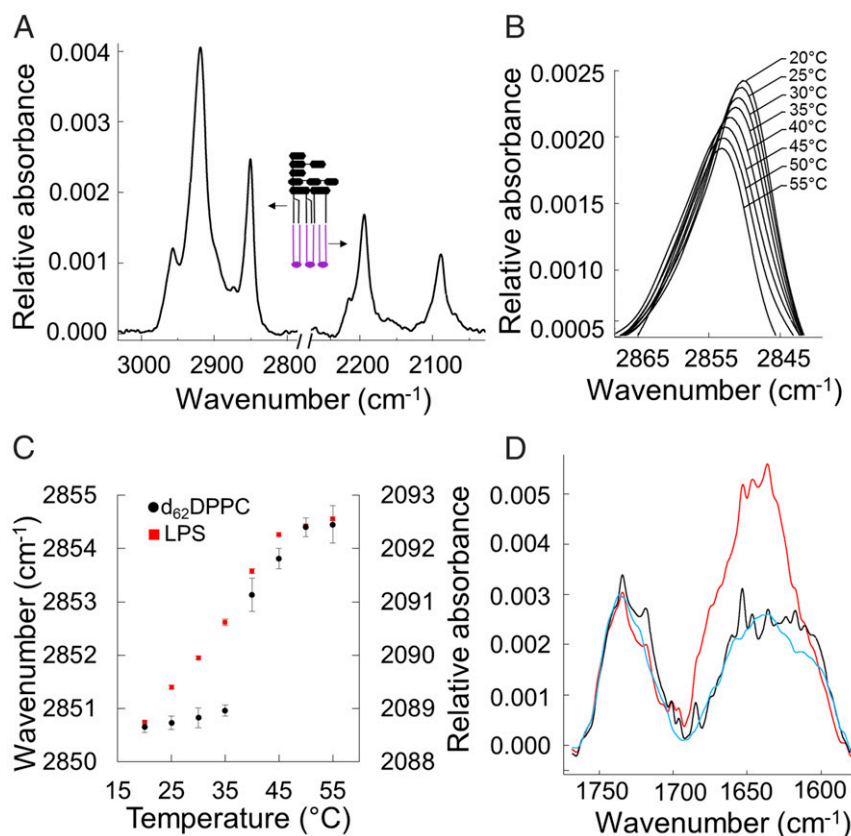 A
Relative absorbance
0.004
0.003
0.002
0.001
0.000
3000 2900 2800 2200 2100
Wavenumber (cm-1)
B
Relative absorbance
0.0025
0.0020
0.0015
0.0010
0.0005
20°C
25°C
30°C
35°C
40°C
45°C
50°C
55°C
2865 2855 2845
Wavenumber (cm-1)
C
Wavenumber (cm-1)
2855
2854
2853
2852
2851
2850
d62DPPC
LPS
2093
2092
2091
2090
2089
2088
Relative absorbance
15 25 35 45 55
Temperature (°C)
D
0.005
0.004
0.003
0.002
0.001
0.000
1750 1700 1650 1600
Wavenumber (cm-1)